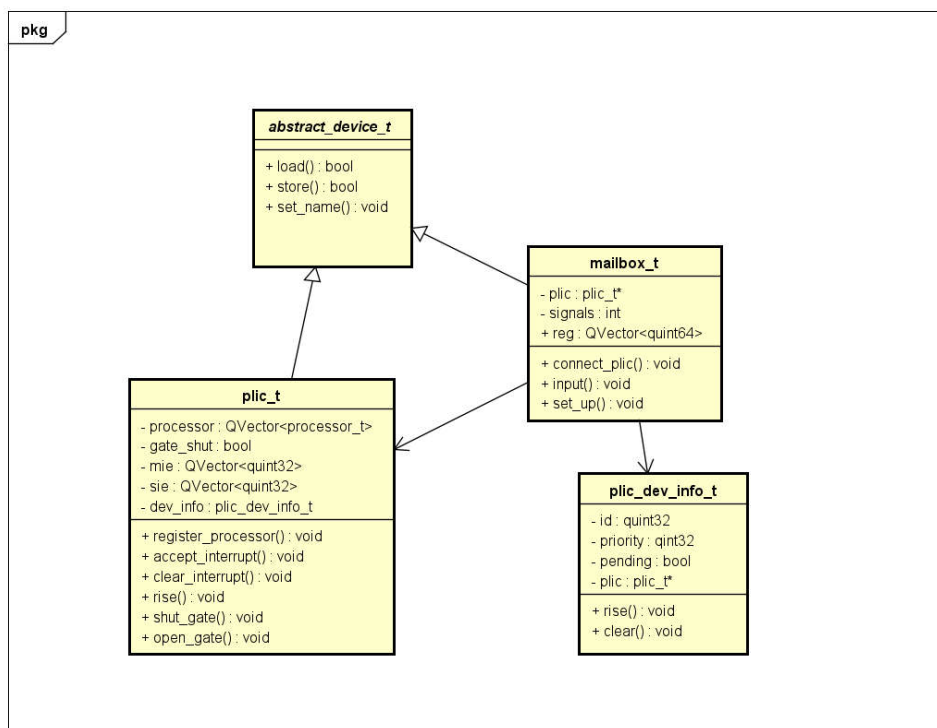 pkg
abstract_device_t
+ load() : bool
+ store() : bool
+ set_name() : void
mailbox_t
- plic : plic_t*
- signals : int
+ reg : QVector<quint64>
+ connect_plic() : void
+ input() : void
+ set_up() : void
plic_t
- processor : QVector<processor_t>
- gate_shut : bool
- mie : QVector<quint32>
- sie : QVector<quint32>
- dev_info : plic_dev_info_t
+ register_processor() : void
+ accept_interrupt() : void
+ clear_interrupt() : void
+ rise() : void
+ shut_gate() : void
+ open_gate() : void
plic_dev_info_t
- id : quint32
- priority : qint32
- pending : bool
- plic : plic_t*
+ rise() : void
+ clear() : void